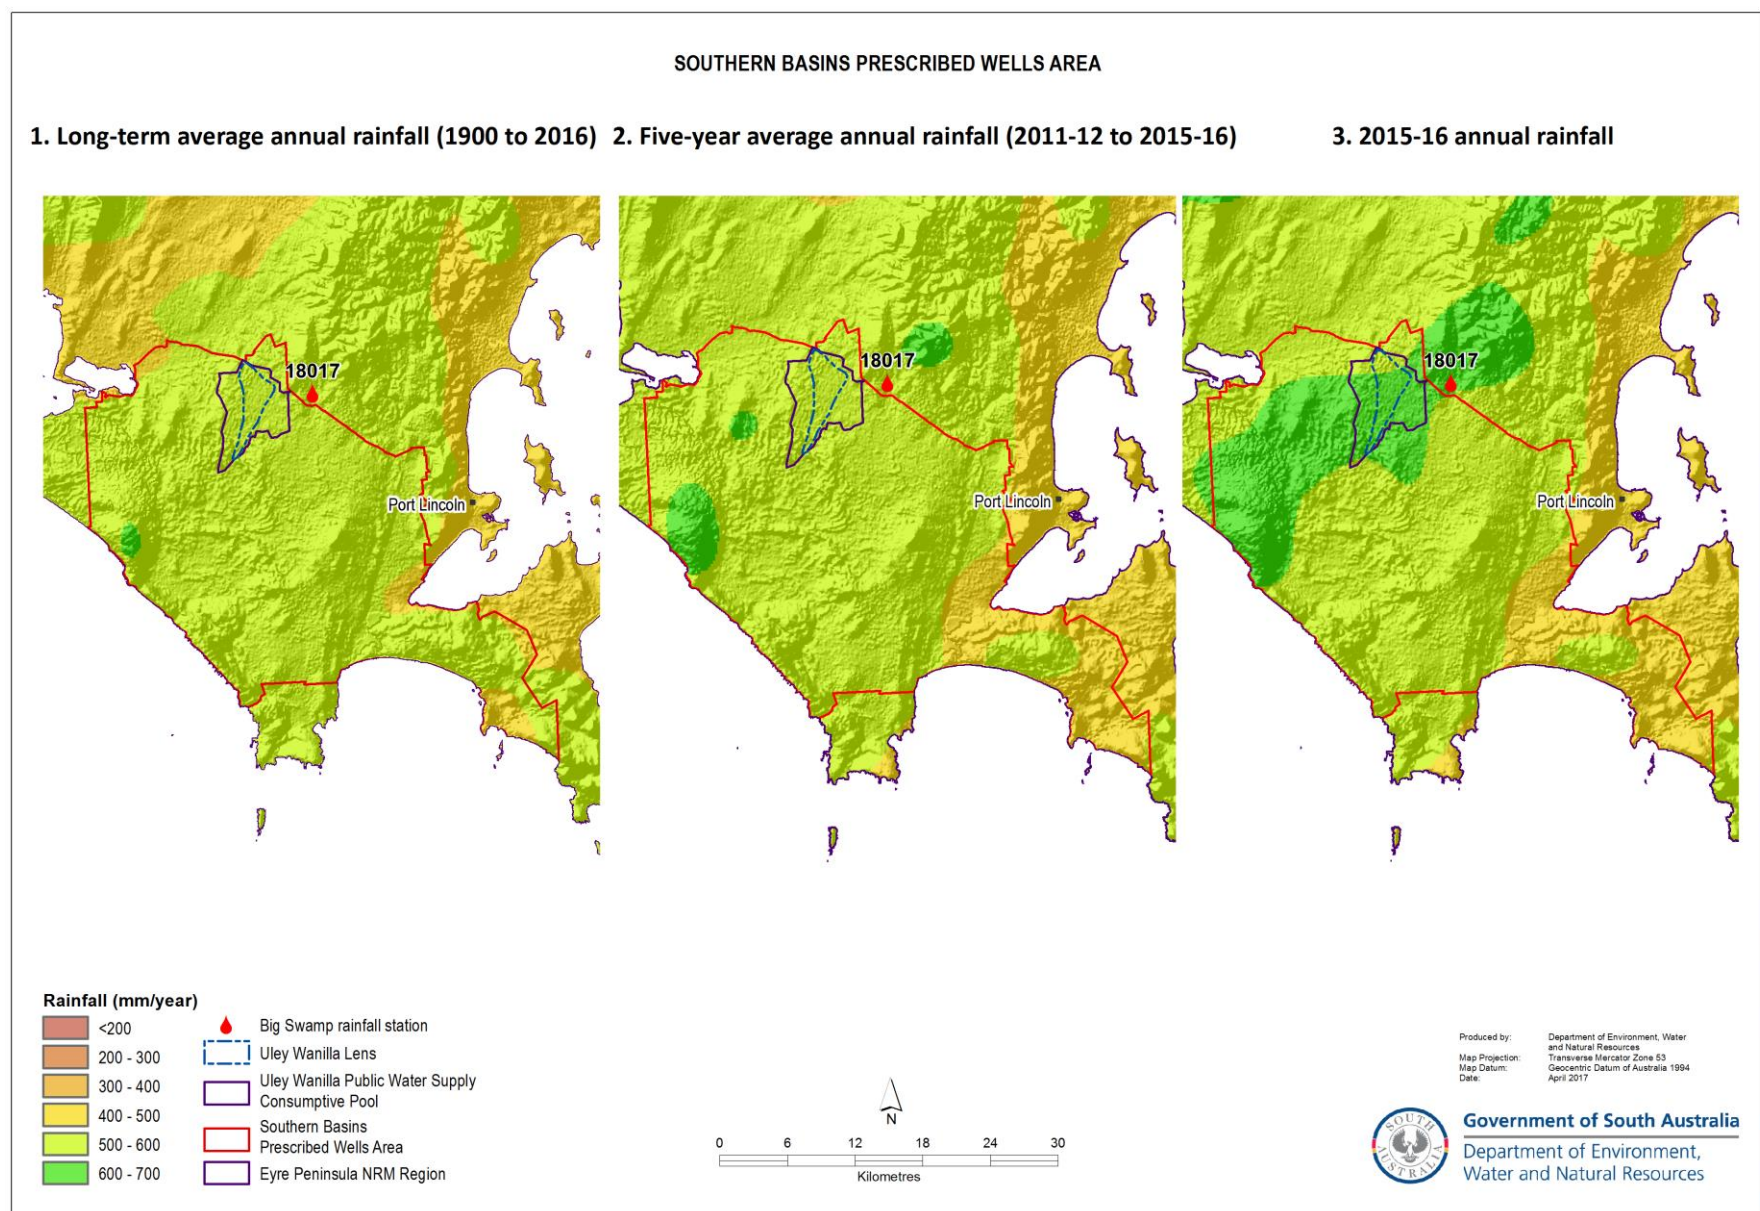 SOUTHERN BASINS PRESCRIBED WELLS AREA
1. Long-term average annual rainfall (1900 to 2016)
2. Five-year average annual rainfall (2011-12 to 2015-16)
3. 2015-16 annual rainfall
18017
Port Lincoln
18017
Port Lincoln
18017
Port Lincoln
Rainfall (mm/year)
<200
200 - 300
300 - 400
400 - 500
500 - 600
600 - 700
Big Swamp rainfall station
Uley Wanilla Lens
Uley Wanilla Public Water Supply
Consumptive Pool
Southern Basins
Prescribed Wells Area
Eyre Peninsula NRM Region
N
0 6 12 18 24 30
Kilometres
Produced by: Department of Environment, Water
and Natural Resources
Map Projection: Transverse Mercator Zone 53
Map Datum: Geocentric Datum of Australia 1994
Date: April 2017
SOUTH
AUSTRALIA
Government of South Australia
Department of Environment,
Water and Natural Resources